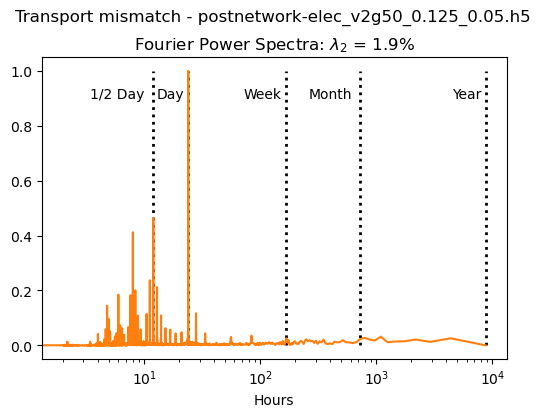 Transport mismatch - postnetwork-elec_v2g50_0.125_0.05.h5
Fourier Power Spectra: λ₂ = 1.9%
1/2 Day Day Week Month Year
1.0
0.8
0.6
0.4
0.2
0.0
10¹ 10² 10³ 10⁴
Hours